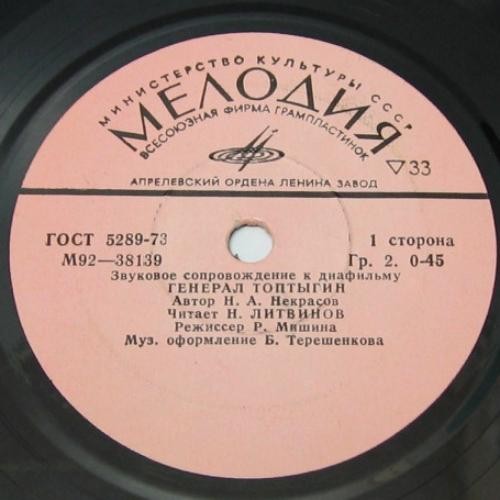 МИНИСТЕРСТВО КУЛЬТУРЫ СССР
МЕЛОДИЯ
ВСЕСОЮЗНАЯ ФИРМА ГРАМПЛАСТИНОК
▽33
АПРЕЛЕВСКИЙ ОРДЕНА ЛЕНИНА ЗАВОД
ГОСТ 5289-73
1 сторона
М92—38139
Гр. 2. 0-45
Звуковое сопровождение к диафильму
ГЕНЕРАЛ ТОПТЫГИН
Автор Н. А. Некрасов
Читает Н. ЛИТВИНОВ
Режиссер Р. Мишина
Муз. оформление Б. Терешенкова